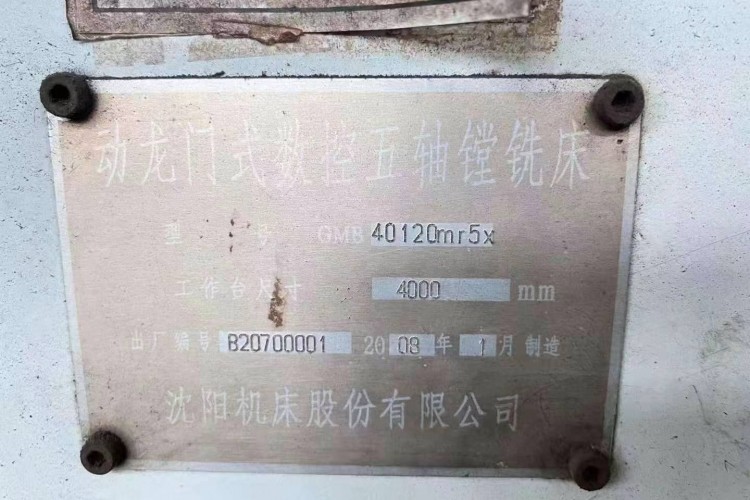 动龙门式数控五轴镗铣床
型 号 GMB 40120mr5x
工作台尺寸 4000 mm
出厂编号 B20700001 2008年 1月 制造
沈阳机床股份有限公司